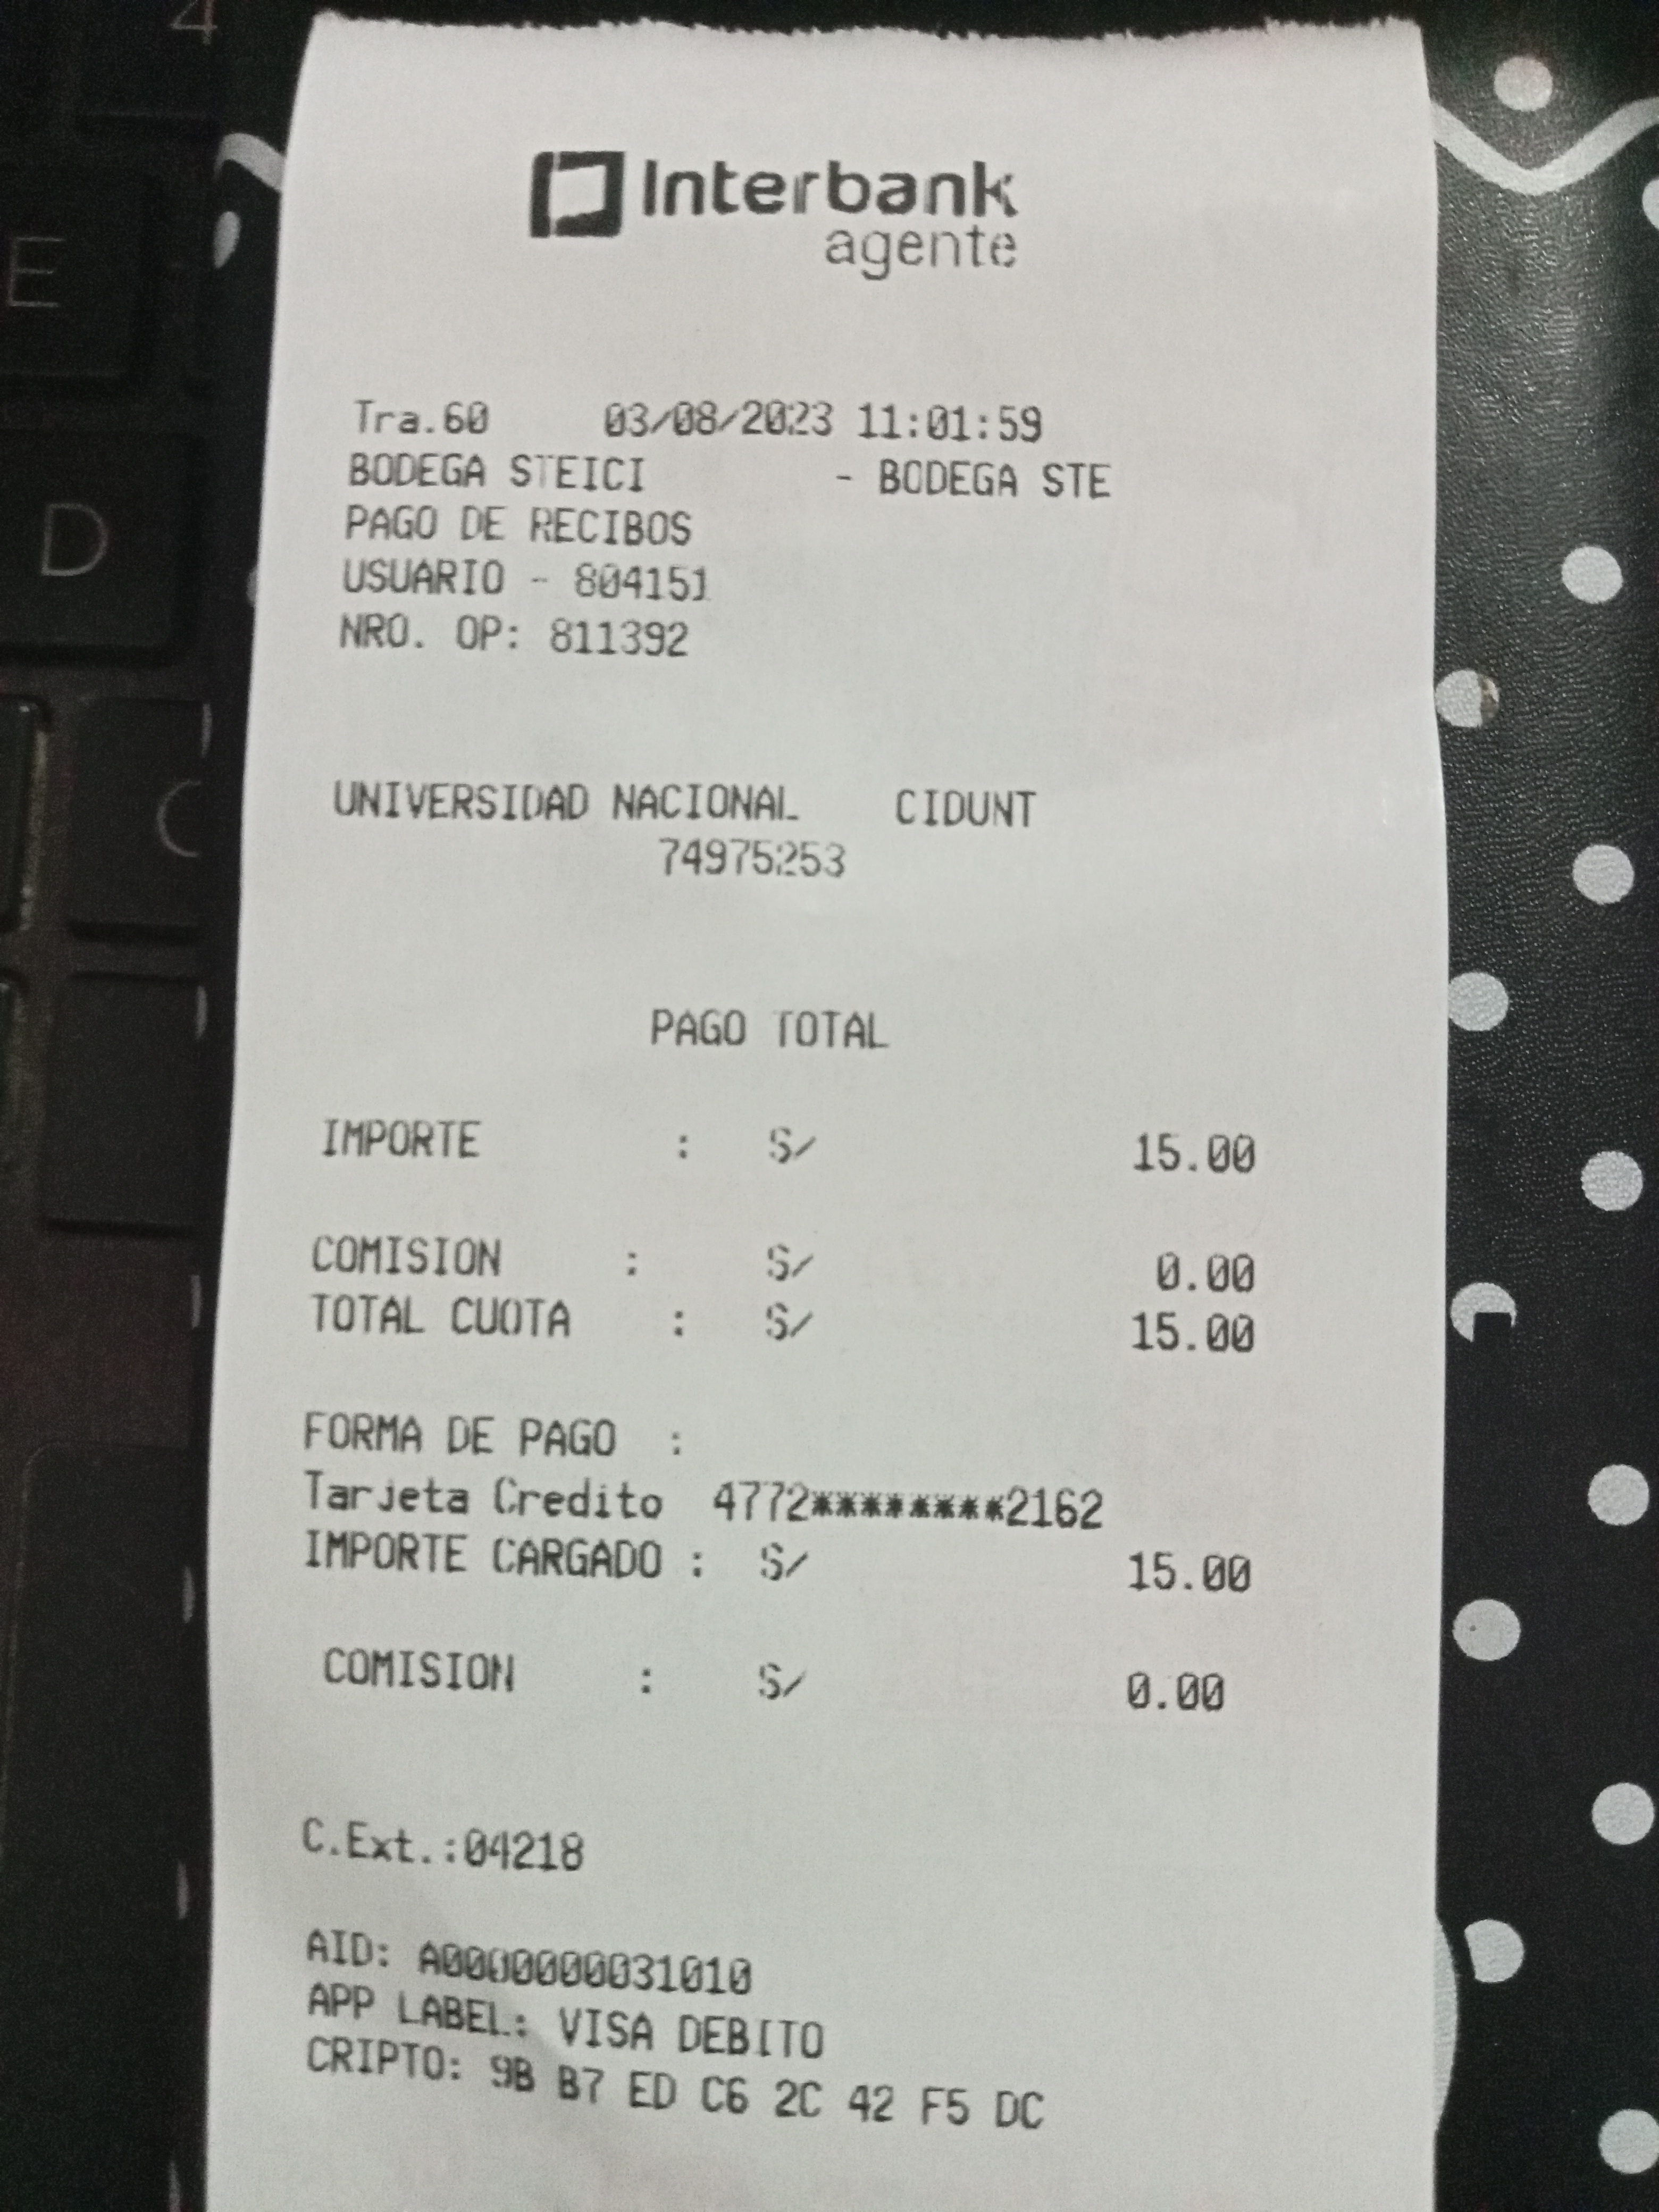 4
E
D
C
Interbank
agente
Tra.60 03/08/2023 11:01:59
BODEGA STEICI - BODEGA STE
PAGO DE RECIBOS
USUARIO - 804151
NRO. OP: 811392
UNIVERSIDAD NACIONAL CIDUNT
74975253
PAGO TOTAL
IMPORTE : S/ 15.00
COMISION : S/ 0.00
TOTAL CUOTA : S/ 15.00
FORMA DE PAGO :
Tarjeta Credito 4772********2162
IMPORTE CARGADO : S/ 15.00
COMISION : S/ 0.00
C.Ext.:04218
AID: A0000000031010
APP LABEL: VISA DEBITO
CRIPTO: 9B B7 ED C6 2C 42 F5 DC